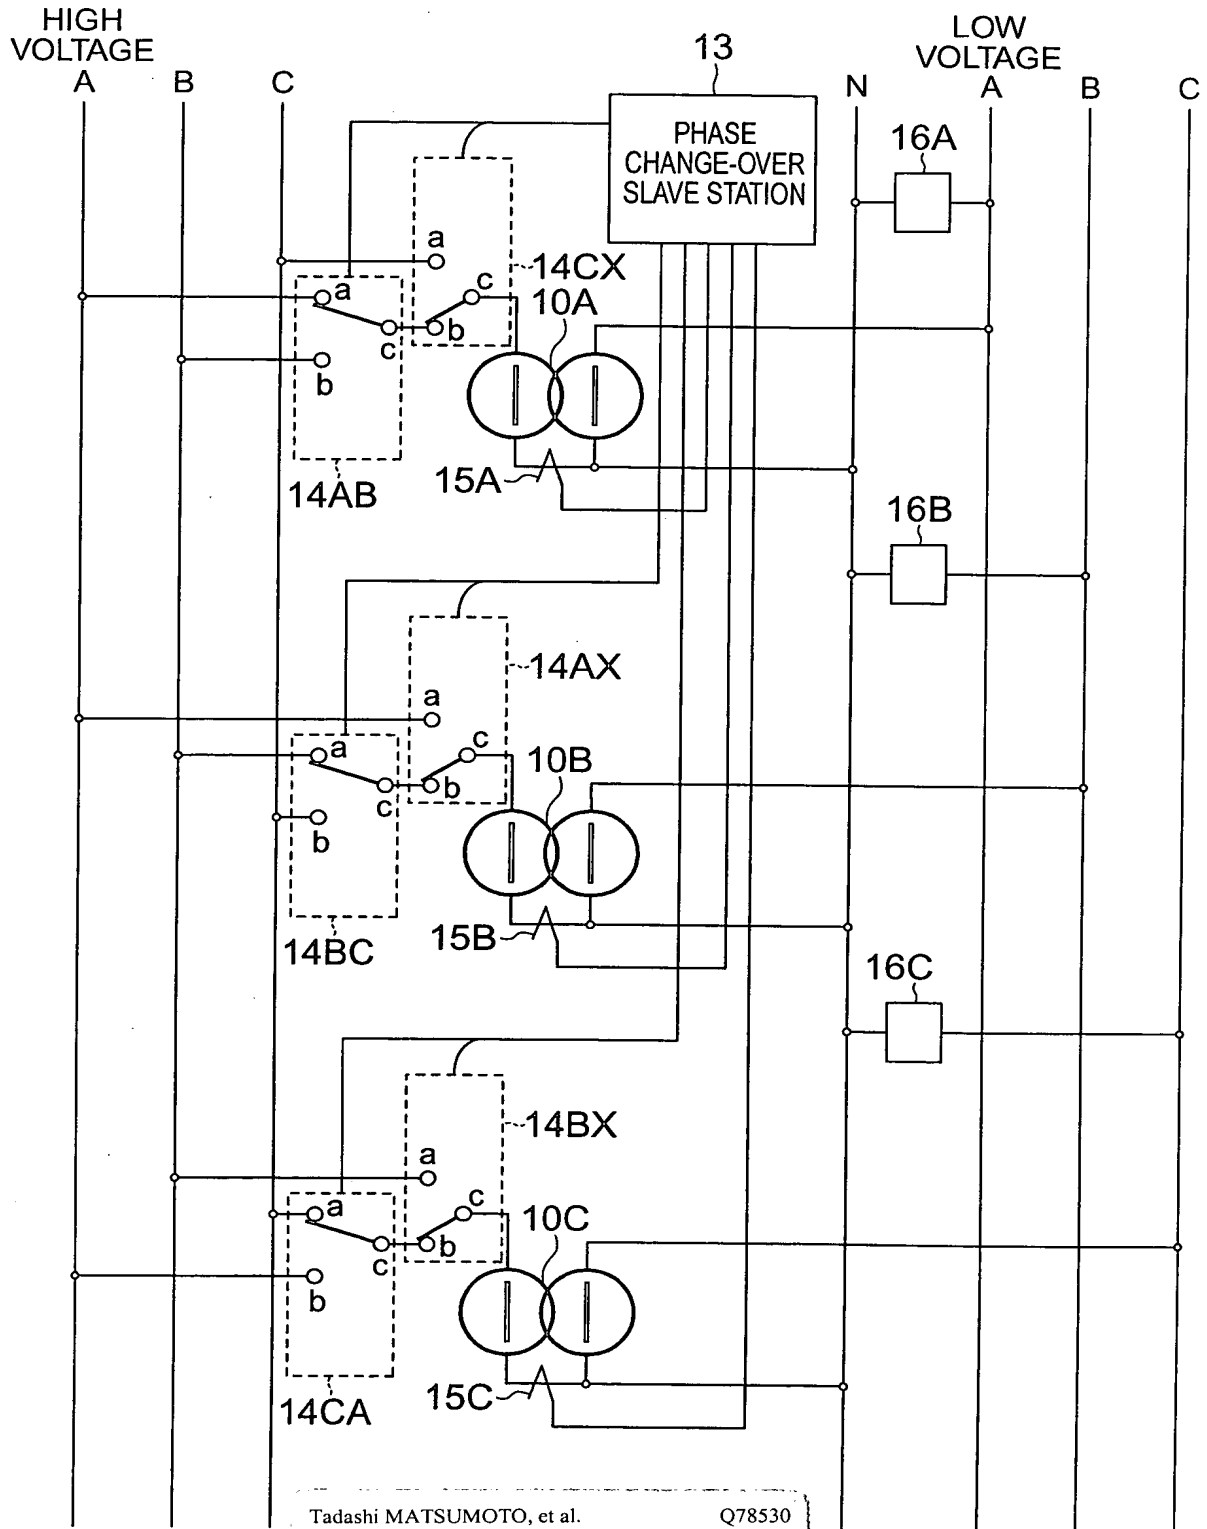 HIGH
VOLTAGE
A B C
LOW
VOLTAGE
N A B C
13
PHASE
CHANGE-OVER
SLAVE STATION
16A
a
14CX
c
10A
a
c b
b
15A
14AB
16B
14AX
a
c
10B
a
c b
b
15B
14BC
16C
14BX
a
c
10C
a
c b
b
15C
14CA
Tadashi MATSUMOTO, et al. Q78530